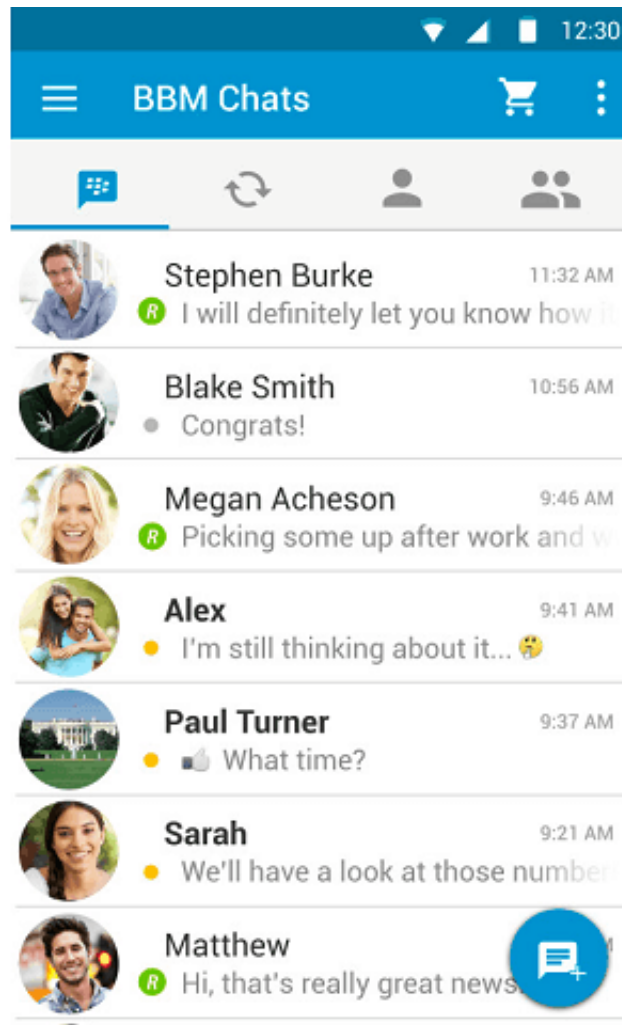 12:30
BBM Chats
Stephen Burke 11:32 AM
R I will definitely let you know how
Blake Smith 10:56 AM
Congrats!
Megan Acheson 9:46 AM
R Picking some up after work and
Alex 9:41 AM
I'm still thinking about it...
Paul Turner 9:37 AM
What time?
Sarah 9:21 AM
We'll have a look at those number
Matthew
R Hi, that's really great news